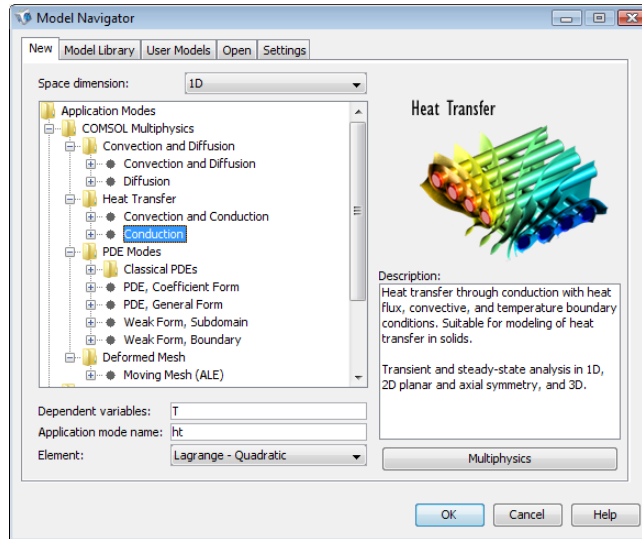 Model Navigator
New Model Library User Models Open Settings
Space dimension: 1D
Application Modes
COMSOL Multiphysics
Convection and Diffusion
Convection and Diffusion
Diffusion
Heat Transfer
Convection and Conduction
Conduction
PDE Modes
Classical PDEs
PDE, Coefficient Form
PDE, General Form
Weak Form, Subdomain
Weak Form, Boundary
Deformed Mesh
Moving Mesh (ALE)
Dependent variables: T
Application mode name: ht
Element: Lagrange - Quadratic
Heat Transfer
Description:
Heat transfer through conduction with heat
flux, convective, and temperature boundary
conditions. Suitable for modeling of heat
transfer in solids.
Transient and steady-state analysis in 1D,
2D planar and axial symmetry, and 3D.
Multiphysics
OK Cancel Help